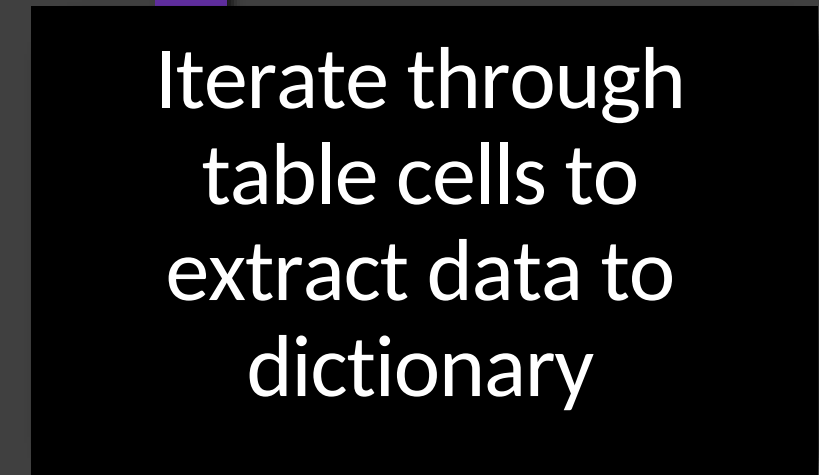 Iterate through
table cells to
extract data to
dictionary